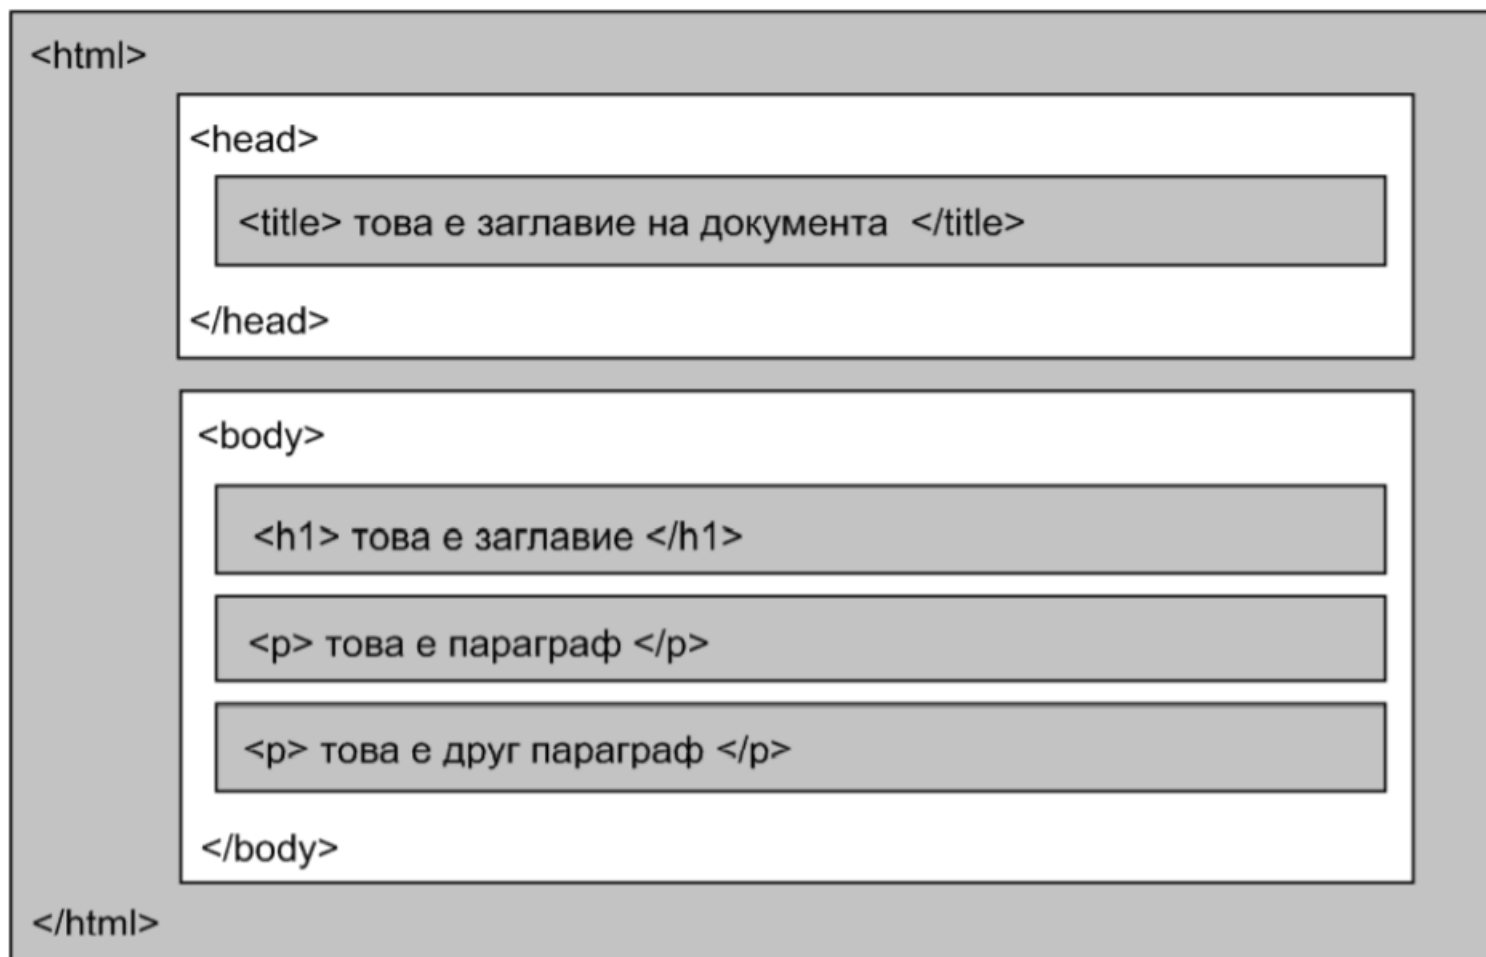 <html>
<head>
<title> това е заглавие на документа  </title>
</head>
<body>
<h1> това е заглавие </h1>
<p> това е параграф </p>
<p> това е друг параграф </p>
</body>
</html>